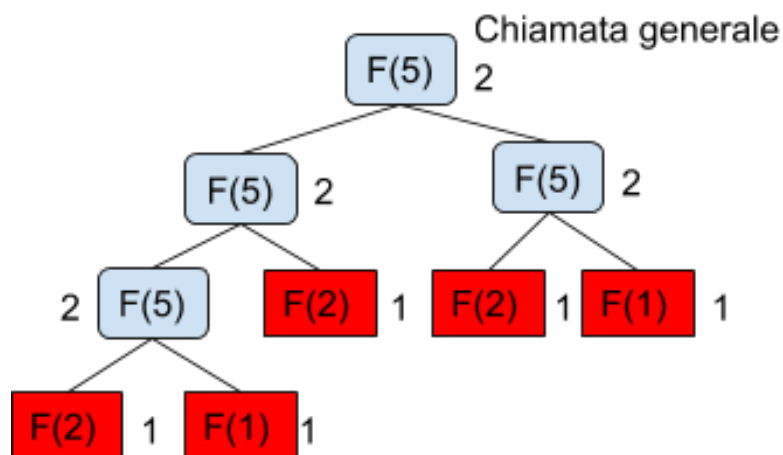 Chiamata generale
F(5) 2
F(5) 2 F(5) 2
2 F(5) F(2) 1 F(2) 1 F(1) 1
F(2) 1 F(1) 1